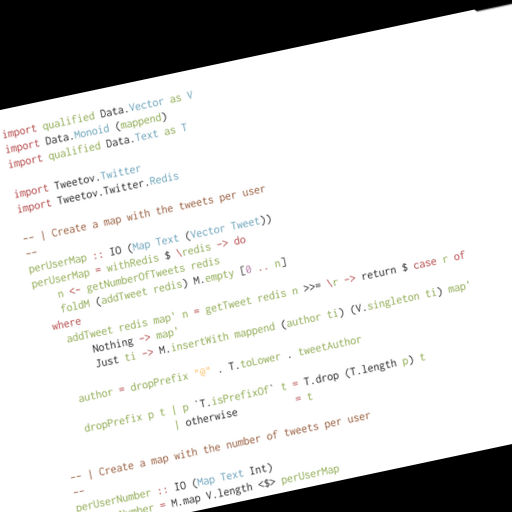 import qualified Data.Vector as V
import Data.Monoid (mappend)
import qualified Data.Text as T
import Tweetov.Twitter
import Tweetov.Twitter.Redis
-- | Create a map with the tweets per user
--
perUserMap :: IO (Map Text (Vector Tweet))
perUserMap = withRedis $ \redis -> do
    n <- getNumberOfTweets redis
    foldM (addTweet redis) M.empty [0 .. n]
  where
    addTweet redis map' n = getTweet redis n >>= \r -> return $ case r of
        Nothing -> map'
        Just ti -> M.insertWith mappend (author ti) (V.singleton ti) map'
    author = dropPrefix "@" . T.toLower . tweetAuthor
    dropPrefix p t | p `T.isPrefixOf` t = T.drop (T.length p) t
                   | otherwise          = t
-- | Create a map with the number of tweets per user
--
perUserNumber :: IO (Map Text Int)
= M.map V.length <$> perUserMap